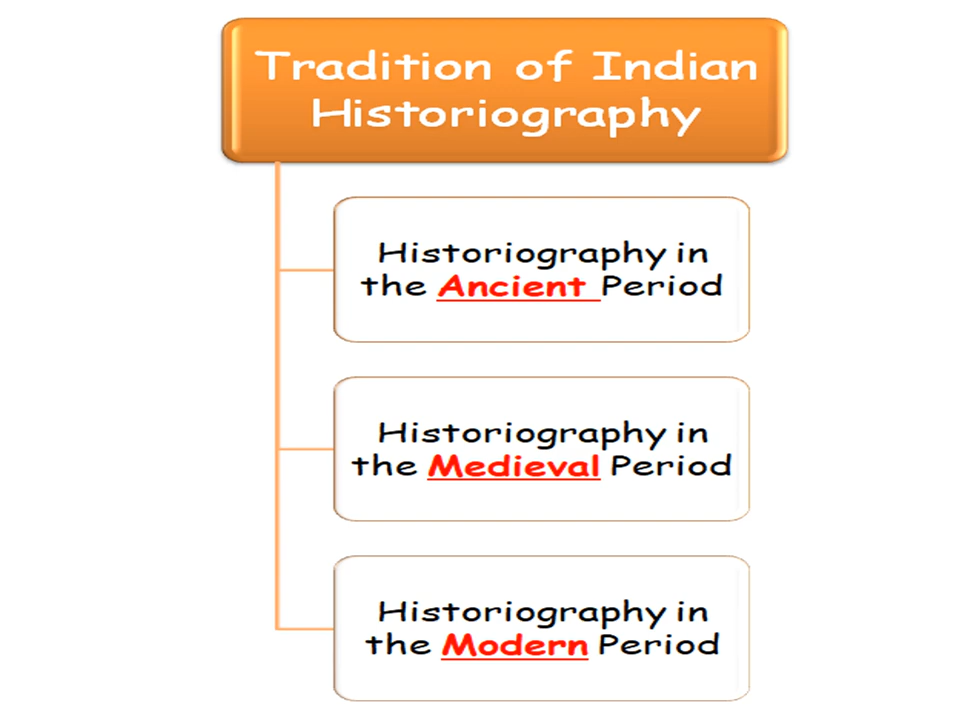 Tradition of Indian
Historiography
Historiography in
the Ancient Period
Historiography in
the Medieval Period
Historiography in
the Modern Period